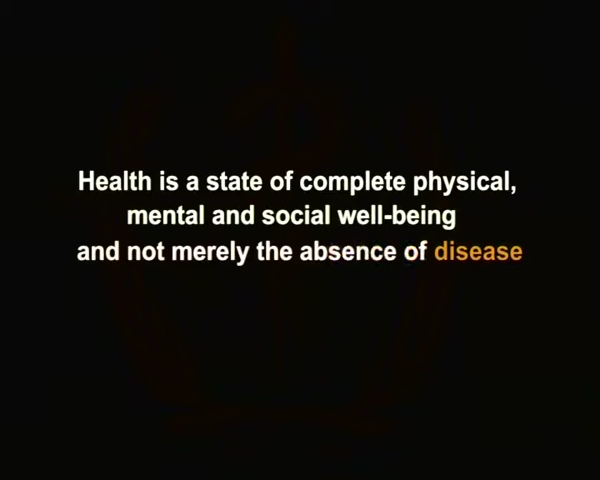 Health is a state of complete physical,
mental and social well-being
and not merely the absence of disease